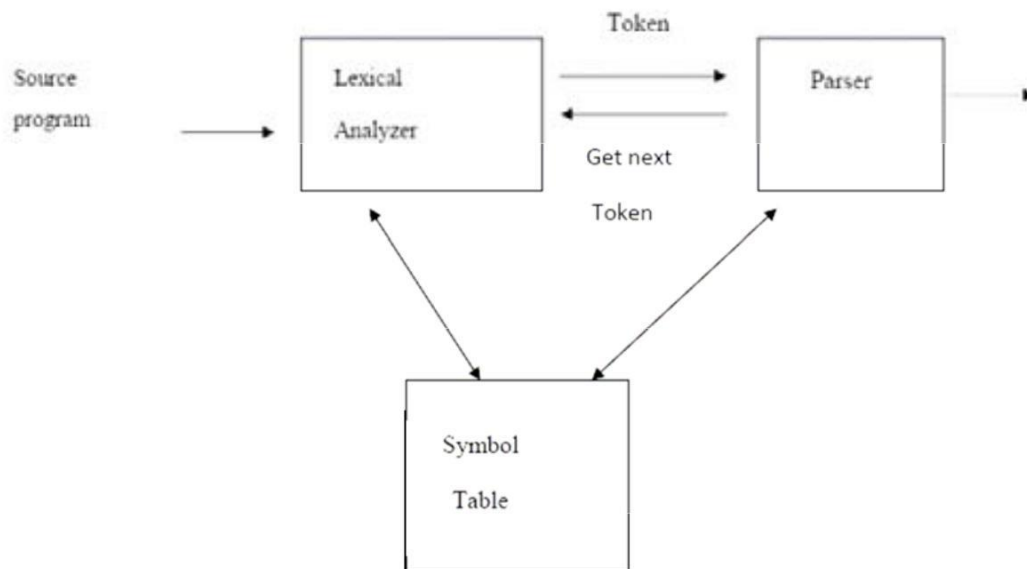 Source
program
Lexical
Analyzer
Token
Get next
Token
Parser
Symbol
Table